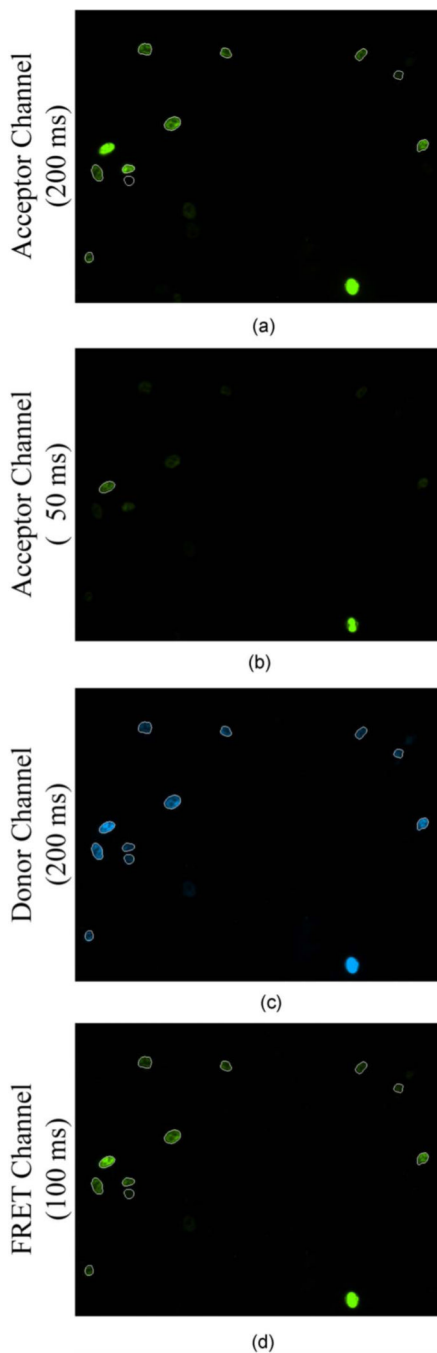 Acceptor Channel
(200 ms)
(a)
Acceptor Channel
( 50 ms)
(b)
Donor Channel
(200 ms)
(c)
FRET Channel
(100 ms)
(d)